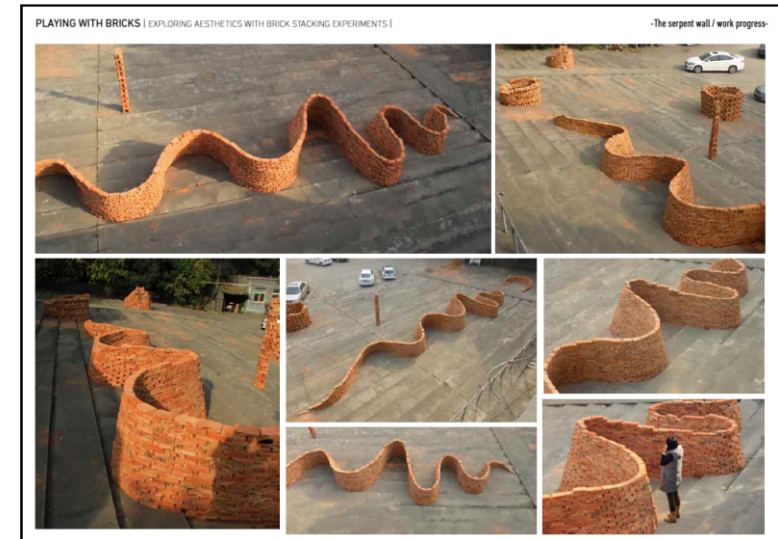 PLAYING WITH BRICKS | EXPLORING AESTHETICS WITH BRICK STACKING EXPERIMENTS |
-The serpent wall / work progress-